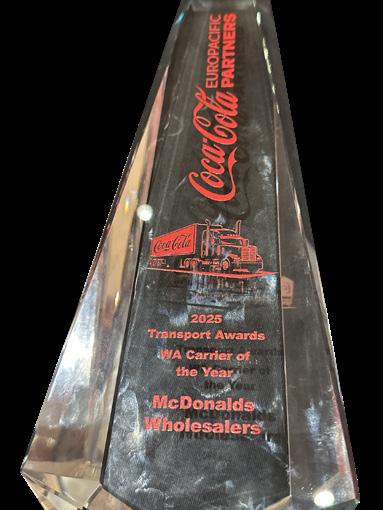 Coca-Cola
EUROPACIFIC
PARTNERS
Coca-Cola
2025
Transport Awards
WA Carrier of
the Year
McDonalds
Wholesalers